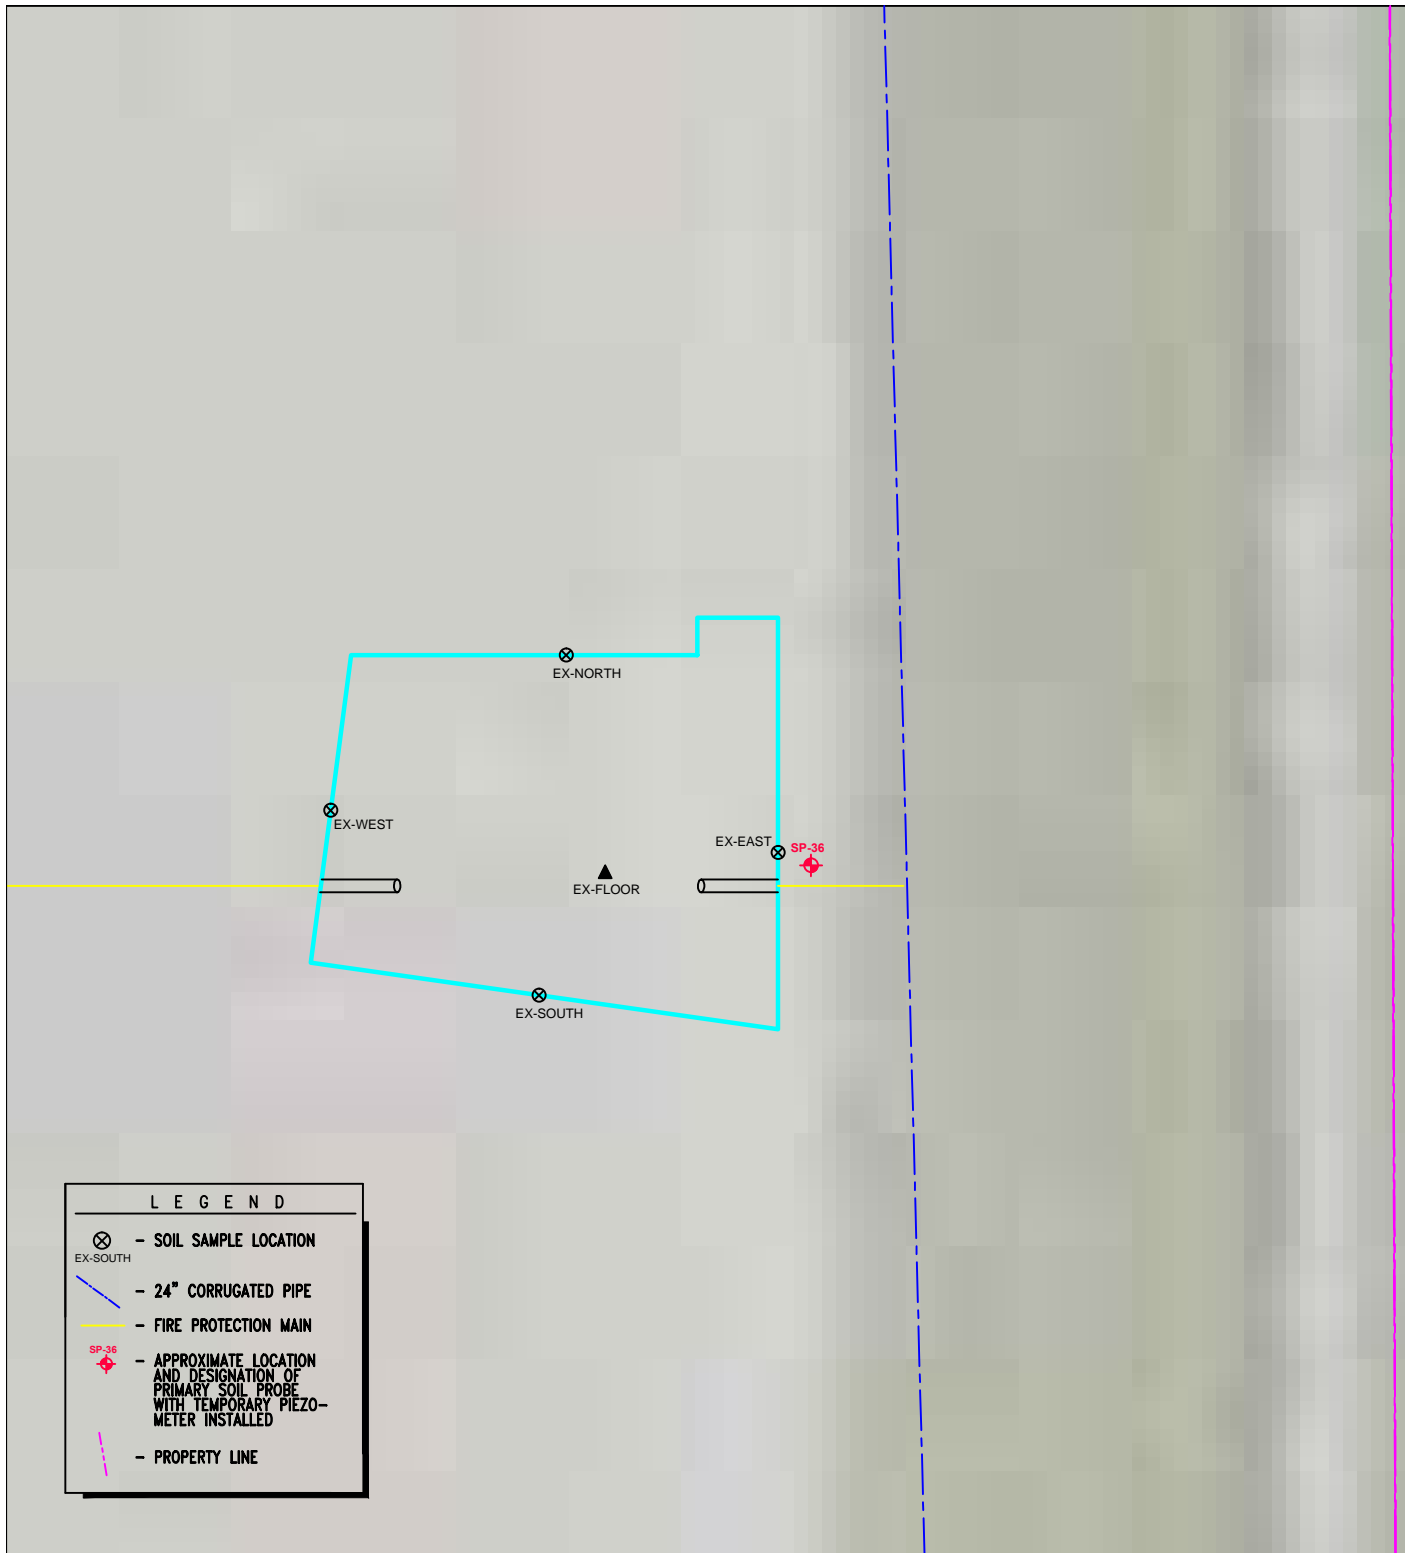 EX-NORTH
EX-WEST
EX-EAST
SP-36
EX-FLOOR
EX-SOUTH
L E G E N D
EX-SOUTH
- SOIL SAMPLE LOCATION
- 24" CORRUGATED PIPE
- FIRE PROTECTION MAIN
SP-36
- APPROXIMATE LOCATION
AND DESIGNATION OF
PRIMARY SOIL PROBE
WITH TEMPORARY PIEZO-
METER INSTALLED
- PROPERTY LINE